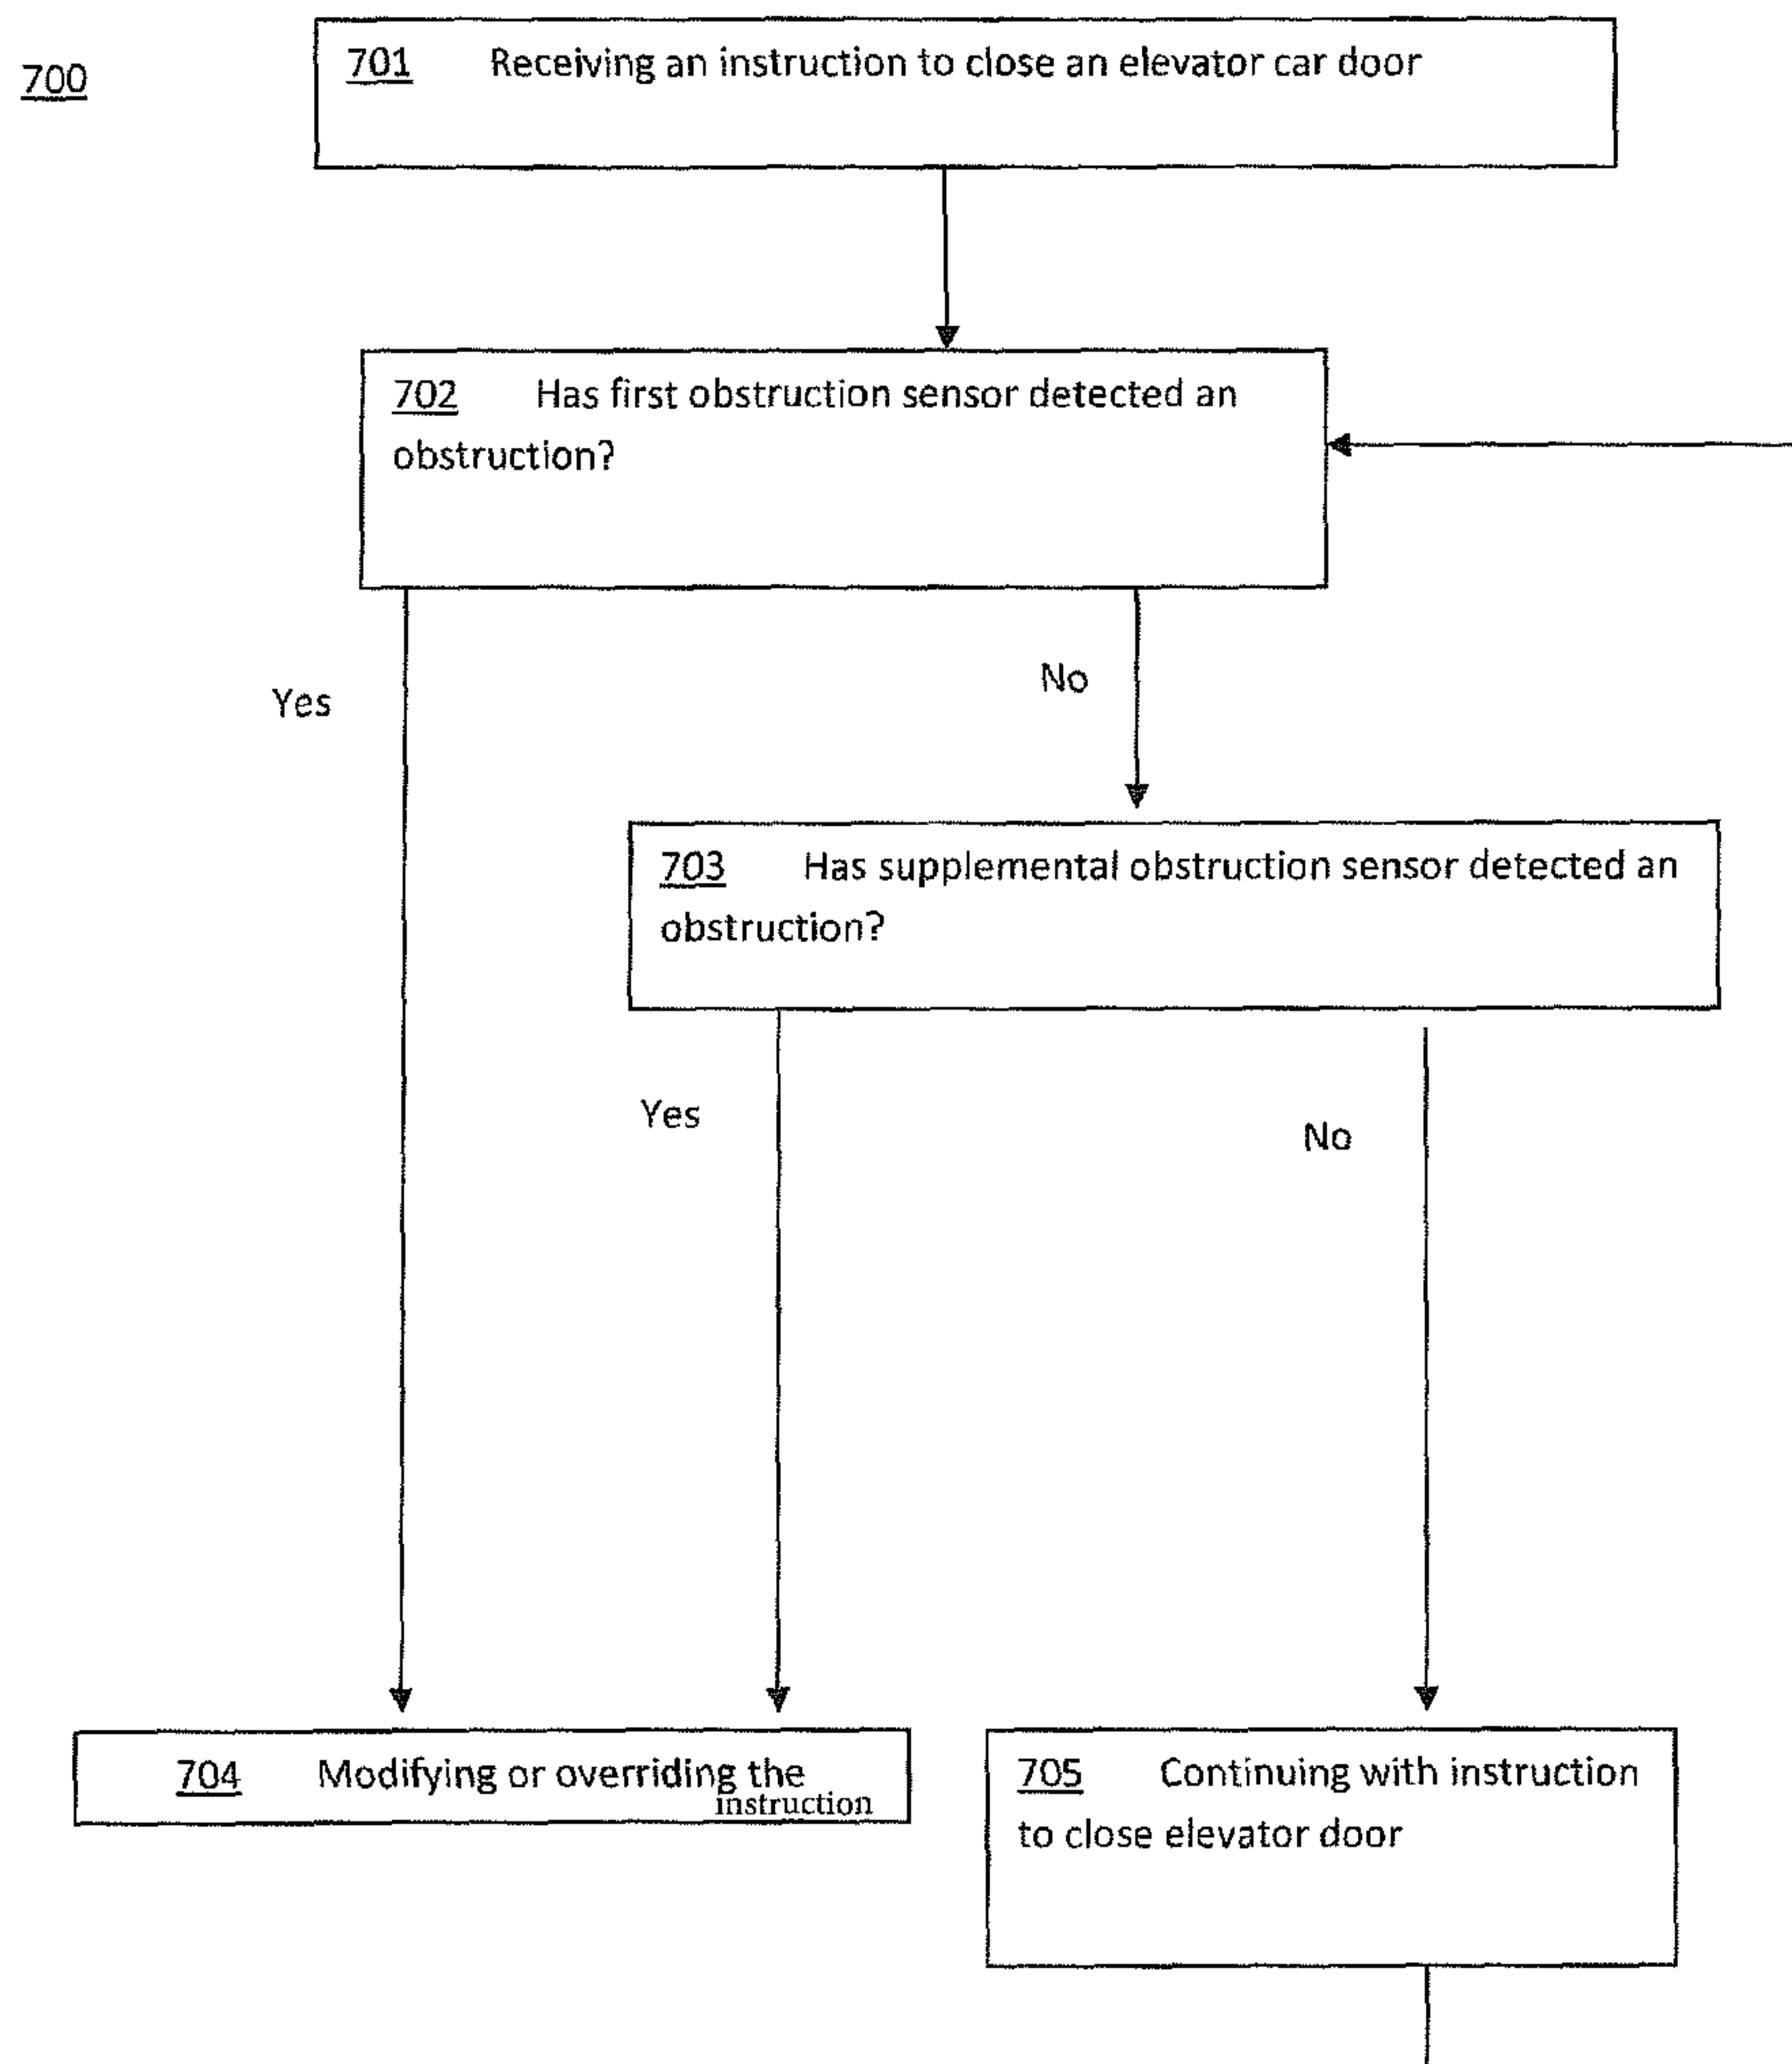 700
701 Receiving an instruction to close an elevator car door
702 Has first obstruction sensor detected an
obstruction?
Yes
No
703 Has supplemental obstruction sensor detected an
obstruction?
Yes
No
704 Modifying or overriding the
instruction
705 Continuing with instruction
to close elevator door